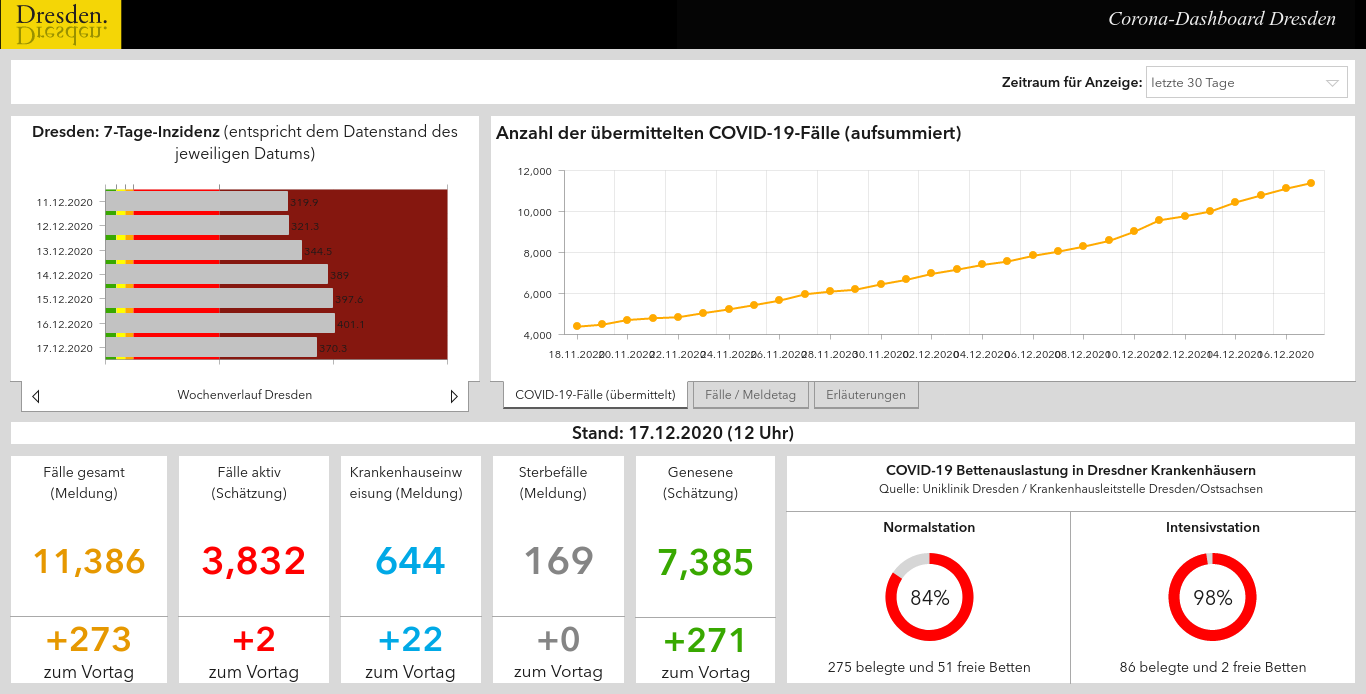 Dresden.
Dresden.
Corona-Dashboard Dresden
Zeitraum für Anzeige: letzte 30 Tage
Dresden: 7-Tage-Inzidenz (entspricht dem Datenstand des
jeweiligen Datums)
11.12.2020 319.9
12.12.2020 321.3
13.12.2020 344.5
14.12.2020 389
15.12.2020 397.6
16.12.2020 401.1
17.12.2020 370.3
Wochenverlauf Dresden
Anzahl der übermittelten COVID-19-Fälle (aufsummiert)
12,000
10,000
8,000
6,000
4,000
18.11.2020 20.11.2020 22.11.2020 24.11.2020 26.11.2020 28.11.2020 30.11.2020 02.12.2020 04.12.2020 06.12.2020 08.12.2020 10.12.2020 12.12.2020 14.12.2020 16.12.2020
COVID-19-Fälle (übermittelt) Fälle / Meldetag Erläuterungen
Stand: 17.12.2020 (12 Uhr)
Fälle gesamt
(Meldung)
11,386
+273
zum Vortag
Fälle aktiv
(Schätzung)
3,832
+2
zum Vortag
Krankenhauseinw
eisung (Meldung)
644
+22
zum Vortag
Sterbefälle
(Meldung)
169
+0
zum Vortag
Genesene
(Schätzung)
7,385
+271
zum Vortag
COVID-19 Bettenauslastung in Dresdner Krankenhäusern
Quelle: Uniklinik Dresden / Krankenhausleitstelle Dresden/Ostsachsen
Normalstation
84%
275 belegte und 51 freie Betten
Intensivstation
98%
86 belegte und 2 freie Betten